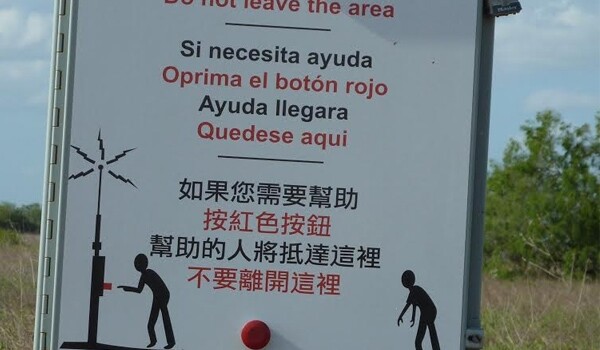 Do not leave the area
Si necesita ayuda
Oprima el botón rojo
Ayuda llegara
Quedese aqui
如果您需要幫助
按紅色按鈕
幫助的人將抵達這裡
不要離開這裡